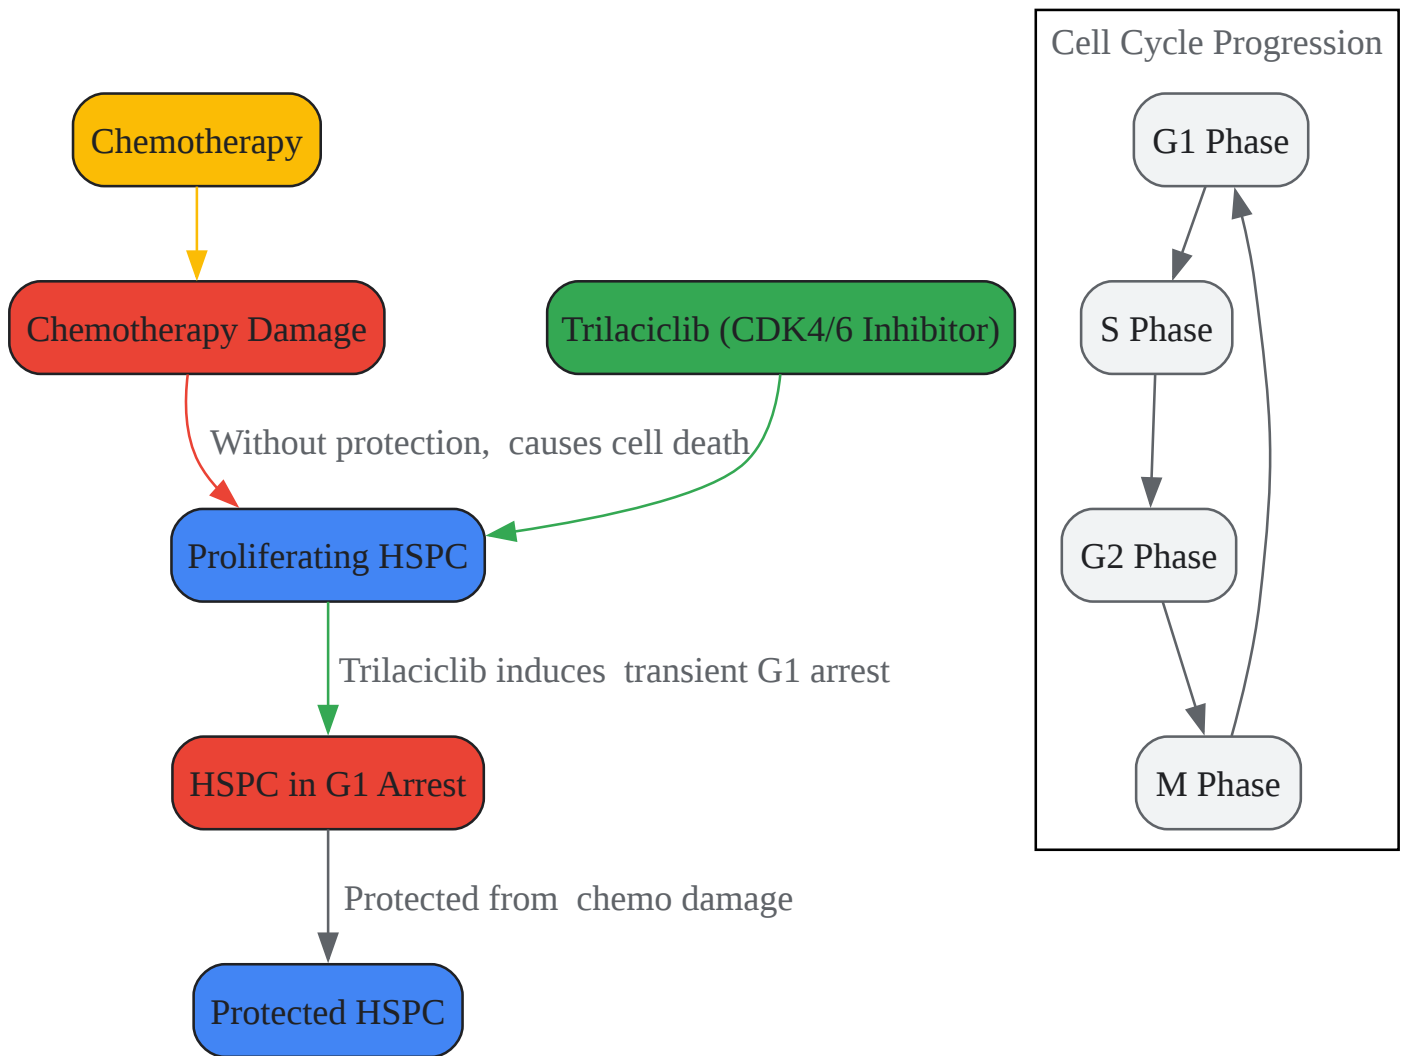 Cell Cycle Progression
Chemotherapy
G1 Phase
Chemotherapy Damage
Trilaciclib (CDK4/6 Inhibitor)
S Phase
Without protection,  causes cell death
Proliferating HSPC
G2 Phase
Trilaciclib induces  transient G1 arrest
HSPC in G1 Arrest
M Phase
Protected from  chemo damage
Protected HSPC